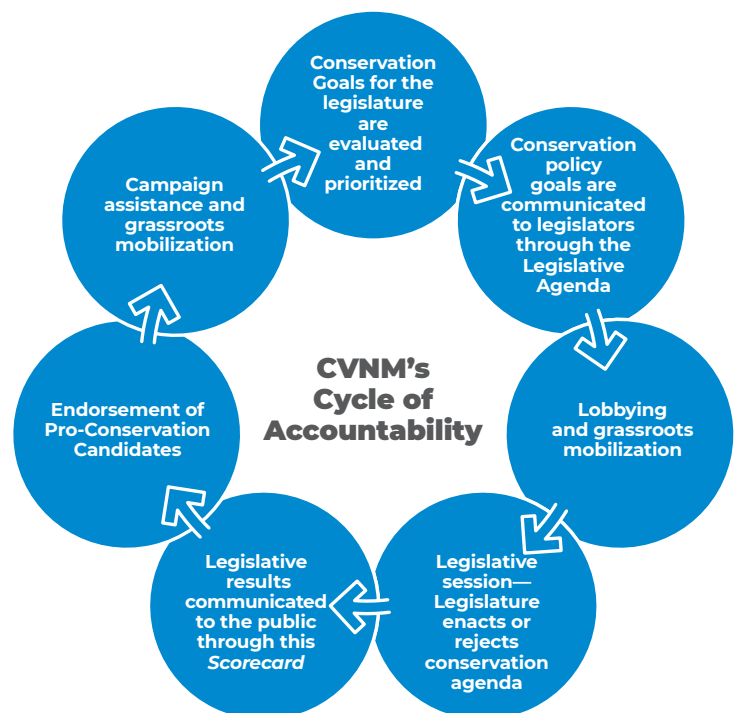 Conservation
Goals for the
legislature
are
evaluated
and
prioritized
Conservation
policy
goals are
communicated
to legislators
through the
Legislative
Agenda
Lobbying
and grassroots
mobilization
Legislative
session—
Legislature
enacts or
rejects
conservation
agenda
Legislative
results
communicated
to the public
through this
Scorecard
Endorsement of
Pro-Conservation
Candidates
Campaign
assistance and
grassroots
mobilization
CVNM’s
Cycle of
Accountability